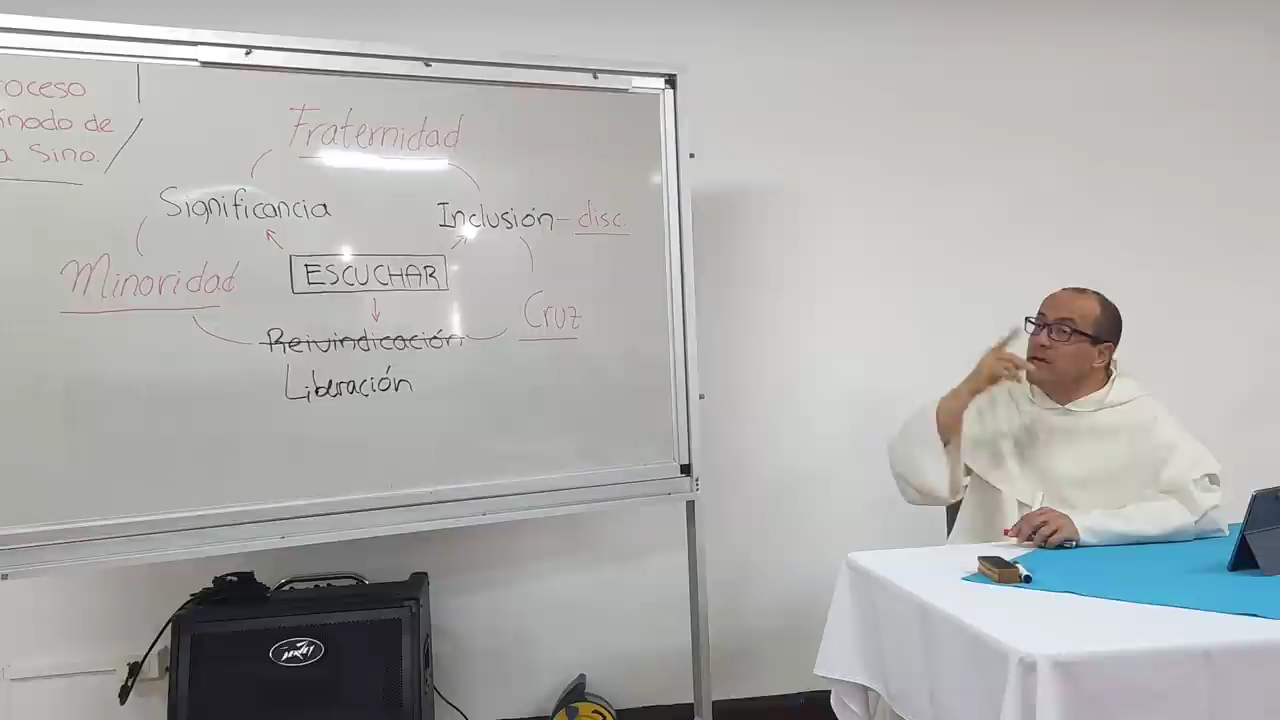 roceso
ínodo de
a Sino.
Fraternidad
Significancia
Inclusión - disc.
Minoridad
ESCUCHAR
Cruz
Reivindicación
Liberación
PEAVEY